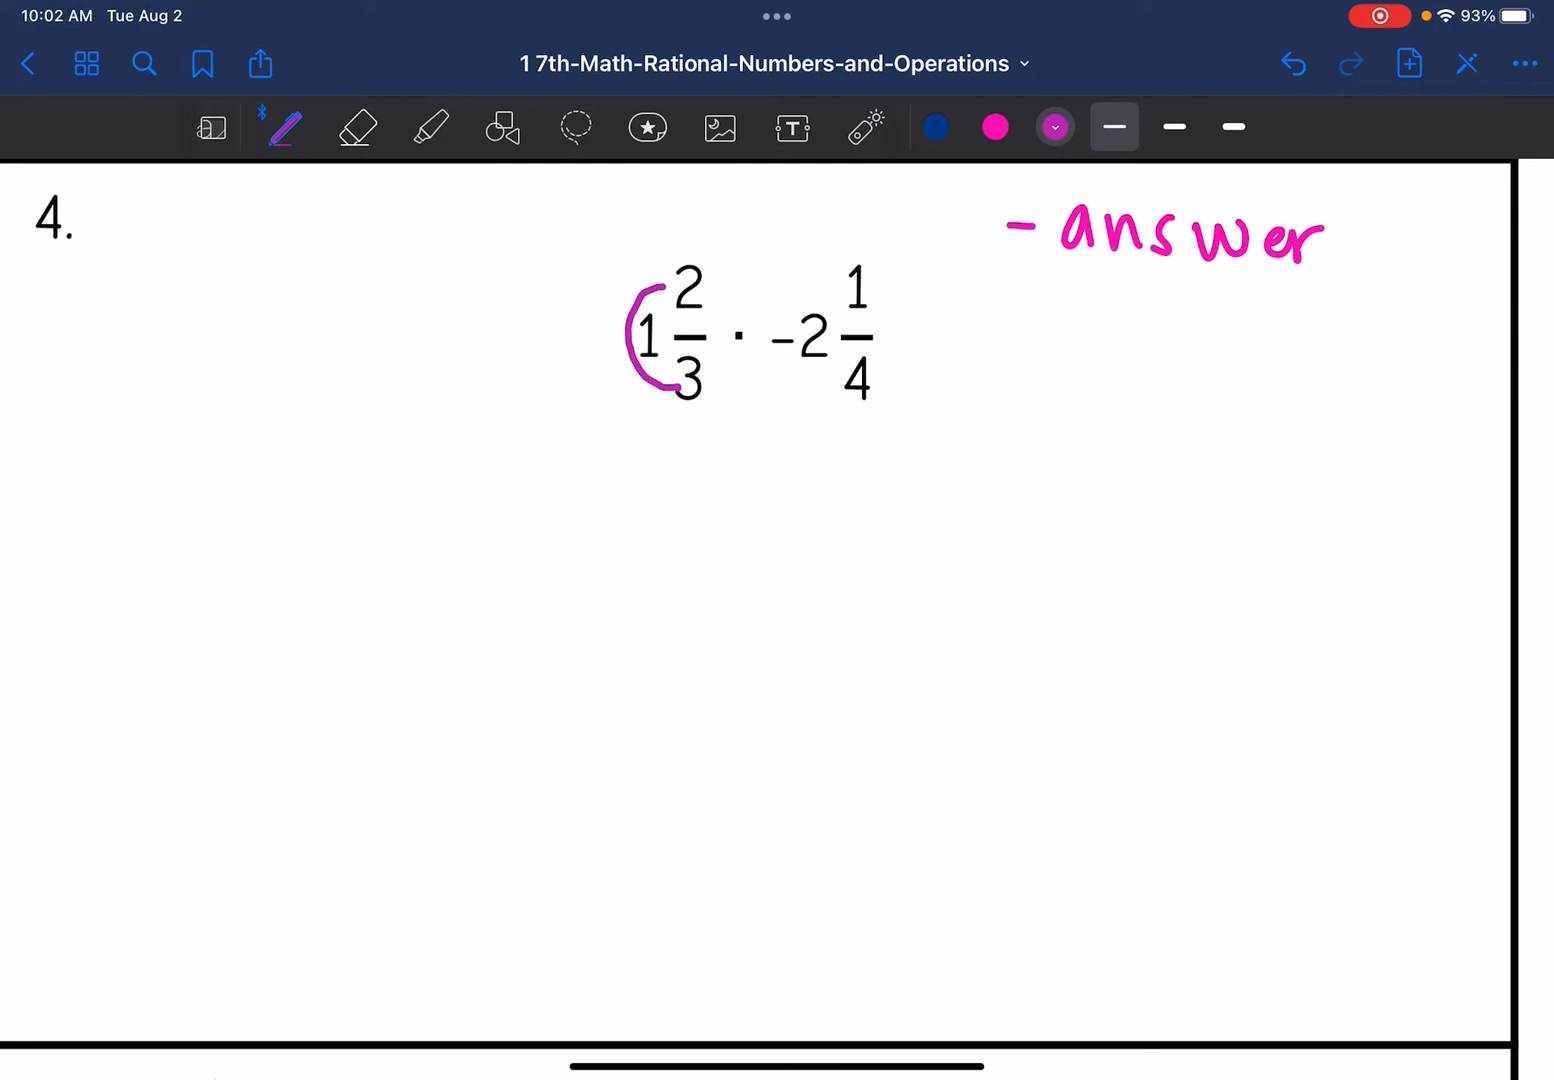 10:02 AM Tue Aug 2
93%
1 7th-Math-Rational-Numbers-and-Operations
T
4.
- answer
1 2/3 · -2 1/4